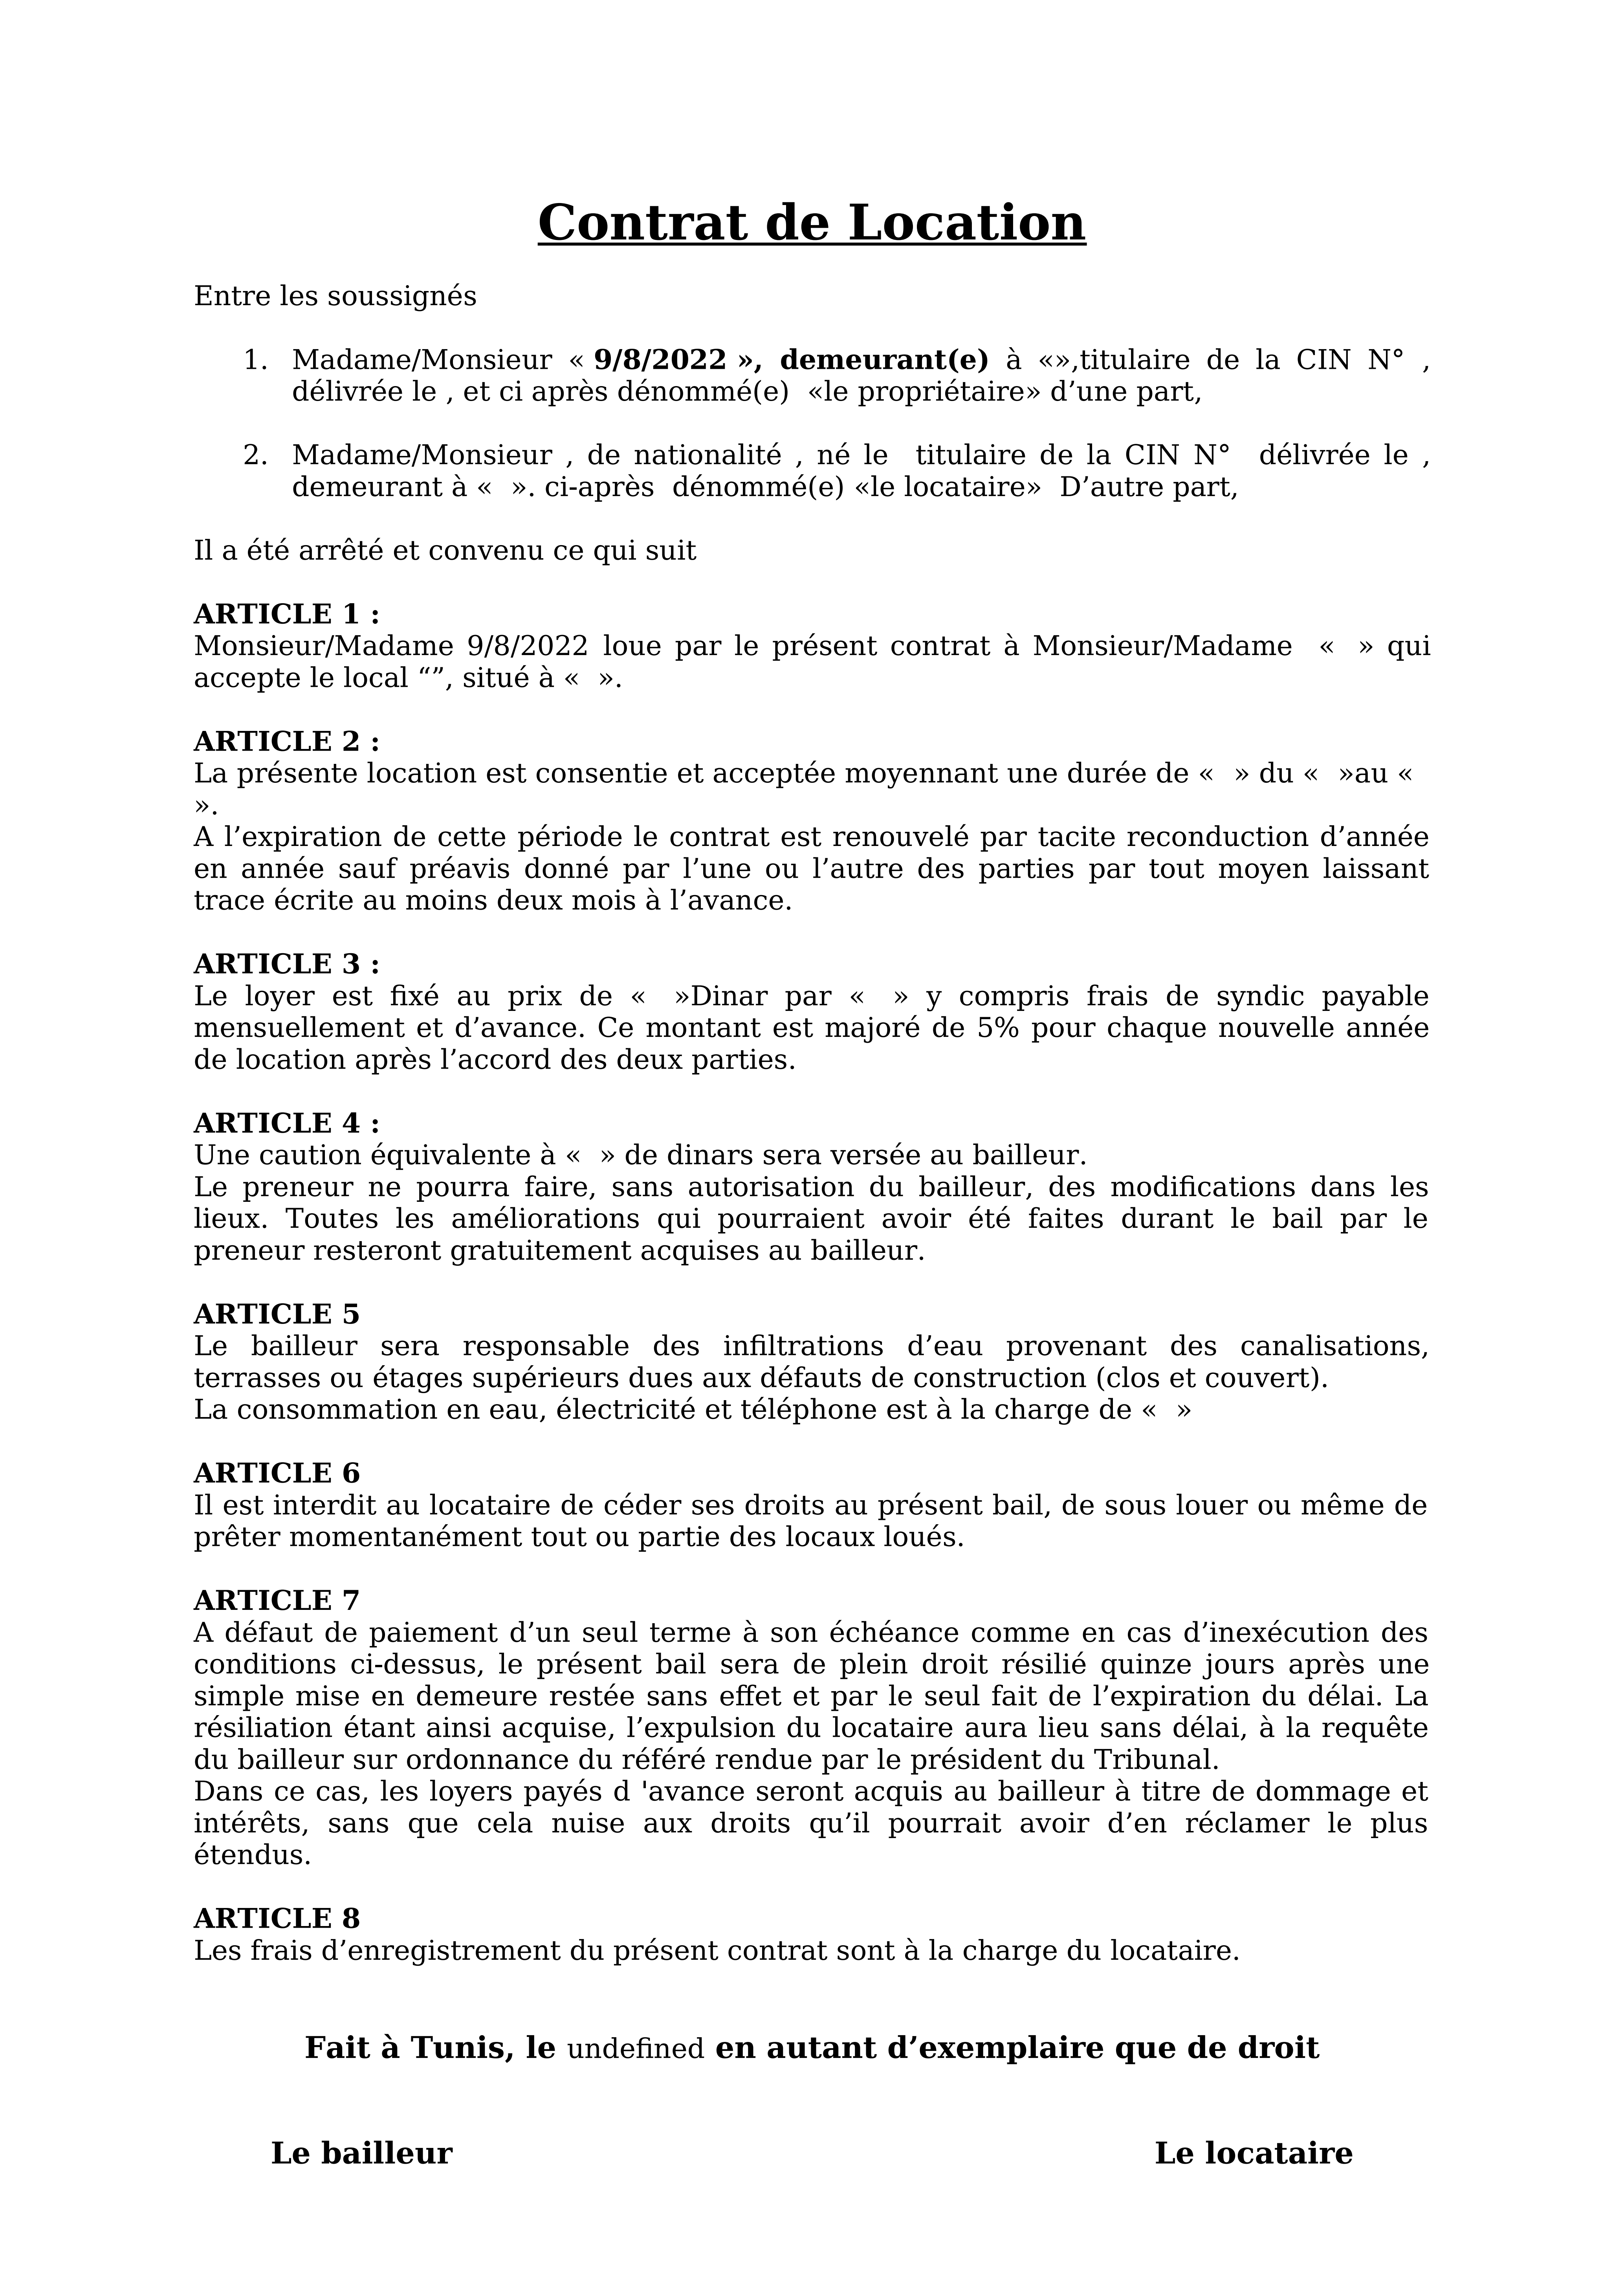 Contrat de Location
Entre les soussignés
1. Madame/Monsieur « 9/8/2022 », demeurant(e) à «»,titulaire de la CIN N° ,
délivrée le , et ci après dénommé(e) «le propriétaire» d’une part,
2. Madame/Monsieur , de nationalité , né le titulaire de la CIN N° délivrée le ,
demeurant à « ». ci-après dénommé(e) «le locataire» D’autre part,
Il a été arrêté et convenu ce qui suit
ARTICLE 1 :
Monsieur/Madame 9/8/2022 loue par le présent contrat à Monsieur/Madame « » qui
accepte le local “”, situé à « ».
ARTICLE 2 :
La présente location est consentie et acceptée moyennant une durée de « » du « »au «
».
A l’expiration de cette période le contrat est renouvelé par tacite reconduction d’année
en année sauf préavis donné par l’une ou l’autre des parties par tout moyen laissant
trace écrite au moins deux mois à l’avance.
ARTICLE 3 :
Le loyer est fixé au prix de « »Dinar par « » y compris frais de syndic payable
mensuellement et d’avance. Ce montant est majoré de 5% pour chaque nouvelle année
de location après l’accord des deux parties.
ARTICLE 4 :
Une caution équivalente à « » de dinars sera versée au bailleur.
Le preneur ne pourra faire, sans autorisation du bailleur, des modifications dans les
lieux. Toutes les améliorations qui pourraient avoir été faites durant le bail par le
preneur resteront gratuitement acquises au bailleur.
ARTICLE 5
Le bailleur sera responsable des infiltrations d’eau provenant des canalisations,
terrasses ou étages supérieurs dues aux défauts de construction (clos et couvert).
La consommation en eau, électricité et téléphone est à la charge de « »
ARTICLE 6
Il est interdit au locataire de céder ses droits au présent bail, de sous louer ou même de
prêter momentanément tout ou partie des locaux loués.
ARTICLE 7
A défaut de paiement d’un seul terme à son échéance comme en cas d’inexécution des
conditions ci-dessus, le présent bail sera de plein droit résilié quinze jours après une
simple mise en demeure restée sans effet et par le seul fait de l’expiration du délai. La
résiliation étant ainsi acquise, l’expulsion du locataire aura lieu sans délai, à la requête
du bailleur sur ordonnance du référé rendue par le président du Tribunal.
Dans ce cas, les loyers payés d 'avance seront acquis au bailleur à titre de dommage et
intérêts, sans que cela nuise aux droits qu’il pourrait avoir d’en réclamer le plus
étendus.
ARTICLE 8
Les frais d’enregistrement du présent contrat sont à la charge du locataire.
Fait à Tunis, le undefined en autant d’exemplaire que de droit
Le bailleur Le locataire